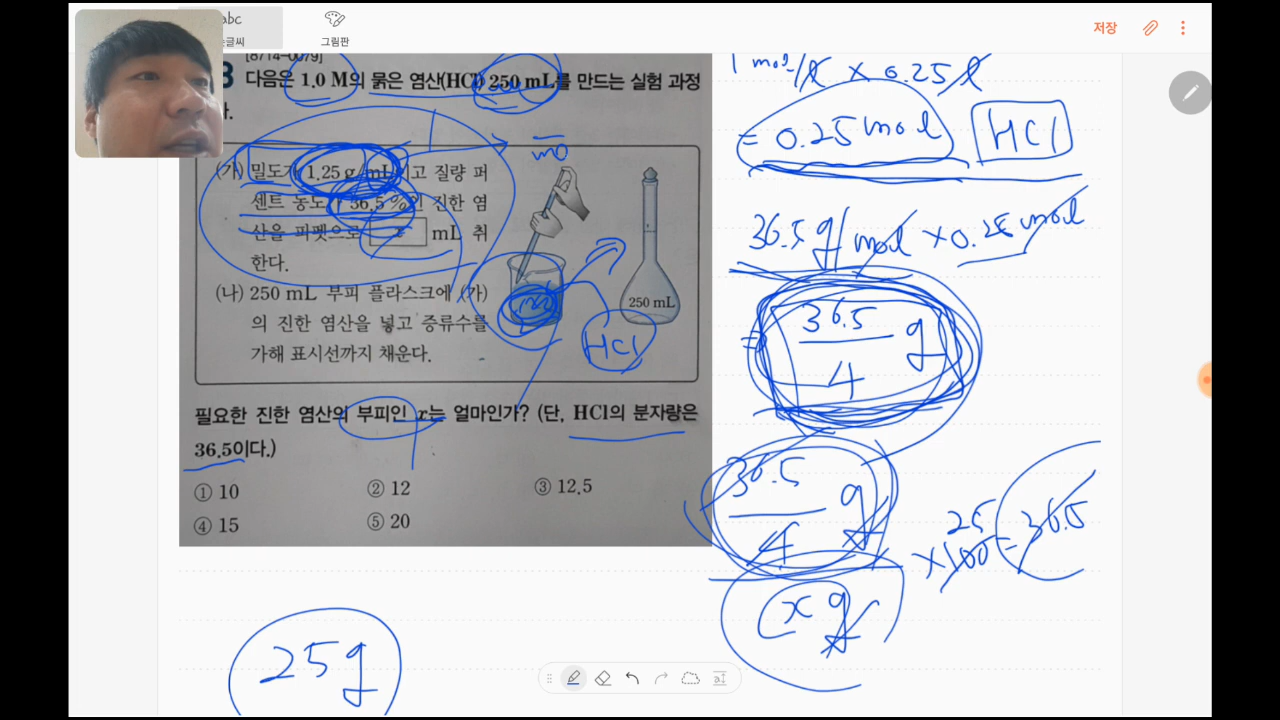 abc
그림판
저장
[8714-0079]
다음은 1.0 M의 묽은 염산(HCl) 250 mL를 만드는 실험 과정
다.
(가) 밀도가 1.25 g/mL이고 질량 퍼
센트 농도가 36.5 %인 진한 염
산을 피펫으로 x mL 취
한다.
(나) 250 mL 부피 플라스크에 (가)
의 진한 염산을 넣고 증류수를
가해 표시선까지 채운다.
250 mL
HCl
필요한 진한 염산의 부피인 x는 얼마인가? (단, HCl의 분자량은
36.5이다.)
① 10
② 12
③ 12.5
④ 15
⑤ 20
1 mol/l × 0.25 l
= 0.25 mol HCl
36.5 g/mol × 0.25 mol
= 36.5/4 g
36.5/4 g
x g
× 100 = 36.5
25
25 g